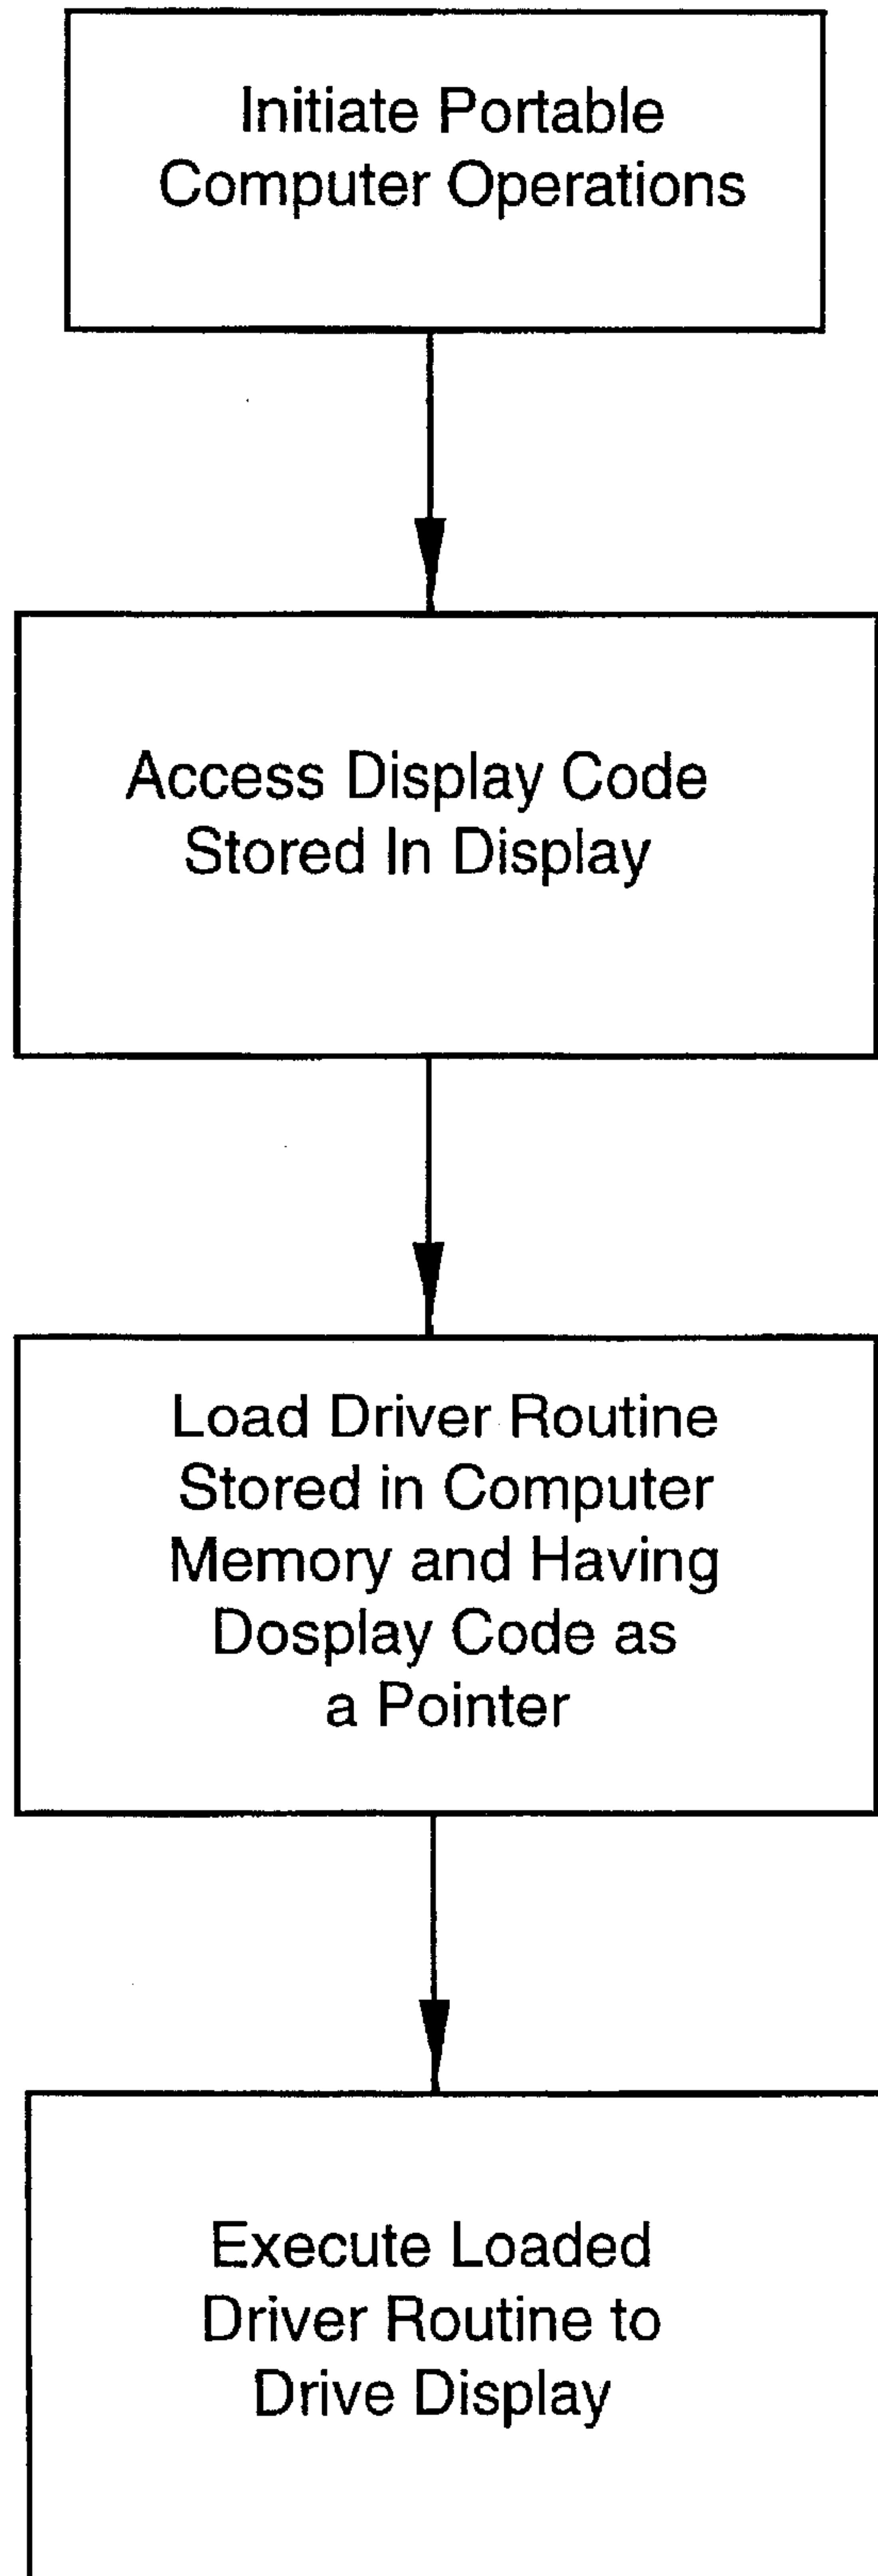 Initiate Portable
Computer Operations
Access Display Code
Stored In Display
Load Driver Routine
Stored in Computer
Memory and Having
Dosplay Code as
a Pointer
Execute Loaded
Driver Routine to
Drive Display